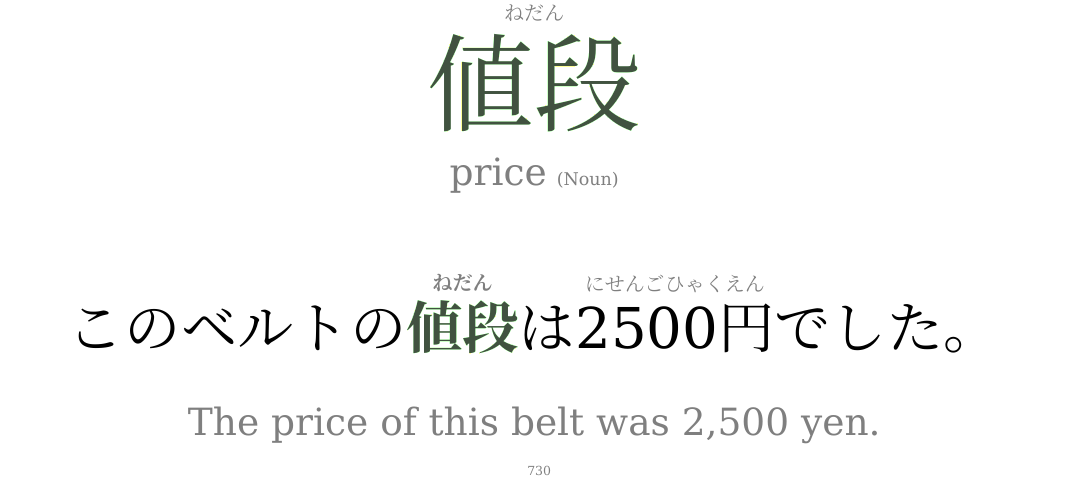 ねだん
値段
price (Noun)
ねだん にせんごひゃくえん
このベルトの値段は2500円でした。
The price of this belt was 2,500 yen.
730